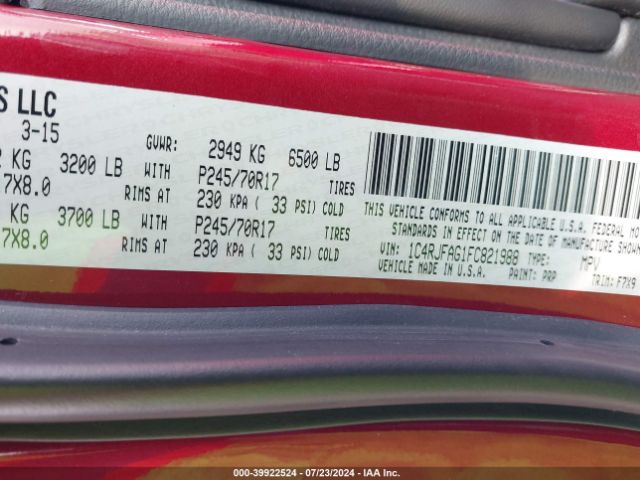 S LLC
3-15
GVWR: 2949 KG 6500 LB
KG 3200 LB WITH P245/70R17 TIRES
7X8.0 RIMS AT 230 KPA ( 33 PSI) COLD
KG 3700 LB WITH P245/70R17 TIRES
7X8.0 RIMS AT 230 KPA ( 33 PSI) COLD
THIS VEHICLE CONFORMS TO ALL APPLICABLE U.S.A. FEDERAL MO
STANDARDS IN EFFECT ON THE DATE OF MANUFACTURE
VIN: 1C4RJFAG1FC821988 TYPE: MPV
VEHICLE MADE IN U.S.A. PAINT: PRP TRIM: F7X9
000-39922524 - 07/23/2024 - IAA Inc.